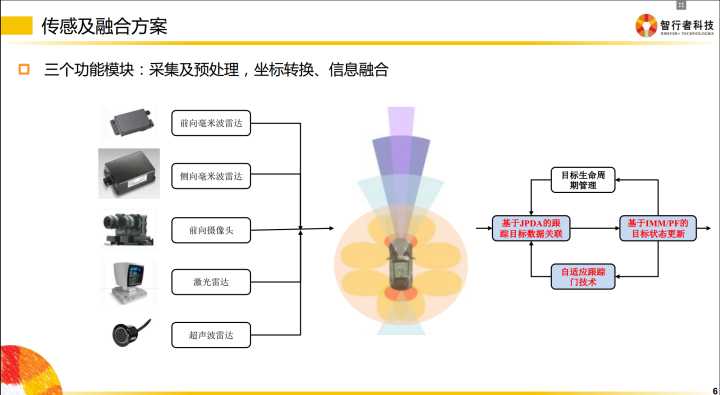 传感及融合方案
智行者科技
三个功能模块：采集及预处理，坐标转换、信息融合
前向毫米波雷达
侧向毫米波雷达
前向摄像头
激光雷达
超声波雷达
目标生命周
期管理
基于JPDA的跟
踪目标数据关联
基于IMM/PF的
目标状态更新
自适应跟踪
门技术
6